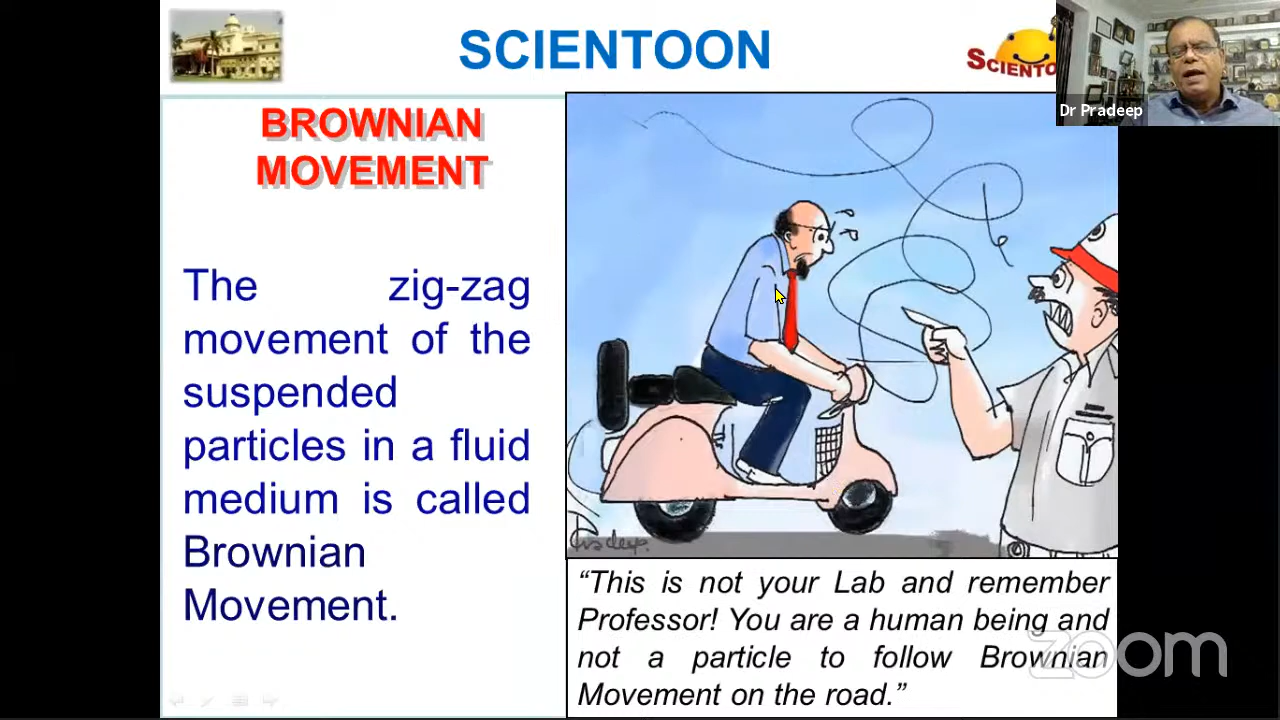 SCIENTOON
SCIENTO
Dr Pradeep
BROWNIAN
MOVEMENT
The zig-zag
movement of the
suspended
particles in a fluid
medium is called
Brownian
Movement.
Pradeep.
“This is not your Lab and remember
Professor! You are a human being and
not a particle to follow Brownian
Movement on the road.”
zoom